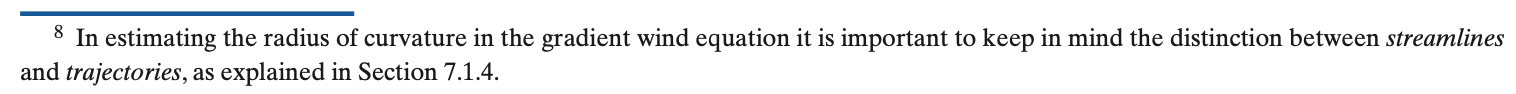 8 In estimating the radius of curvature in the gradient wind equation it is important to keep in mind the distinction between streamlines
and trajectories, as explained in Section 7.1.4.